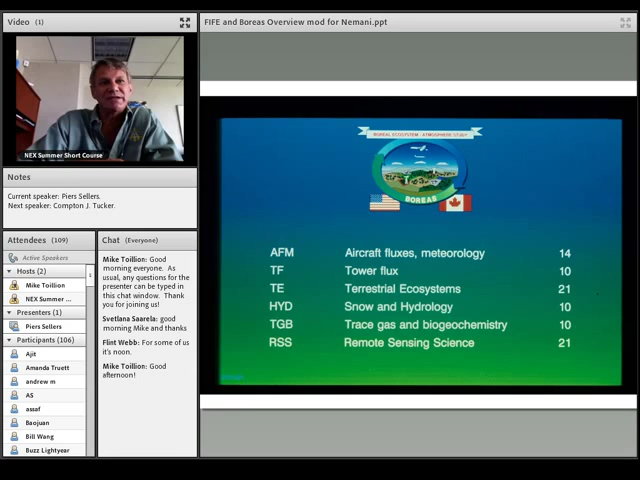 Video (1)
NEX Summer Short Course
Notes
Current speaker: Piers Sellers.
Next speaker: Compton J. Tucker.
Attendees (109)
Active Speakers
Hosts (2)
Mike Toillion
NEX Summer ...
Presenters (1)
Piers Sellers
Participants (106)
Ajit
Amanda Truett
andrew m
AS
assaf
Baojuan
Bill Wang
Buzz Lightyear
Chat (Everyone)
Mike Toillion: Good
morning everyone. As
usual, any questions for the
presenter can be typed in
this chat window. Thank
you for joining us!
Svetlana Saarela: good
morning Mike and thanks
Flint Webb: For some of us
it's noon.
Mike Toillion: Good
afternoon!
FIFE and Boreas Overview mod for Nemani.ppt
BOREAL ECOSYSTEM - ATMOSPHERE STUDY
BOREAS
AFM Aircraft fluxes, meteorology 14
TF Tower flux 10
TE Terrestrial Ecosystems 21
HYD Snow and Hydrology 10
TGB Trace gas and biogeochemistry 10
RSS Remote Sensing Science 21